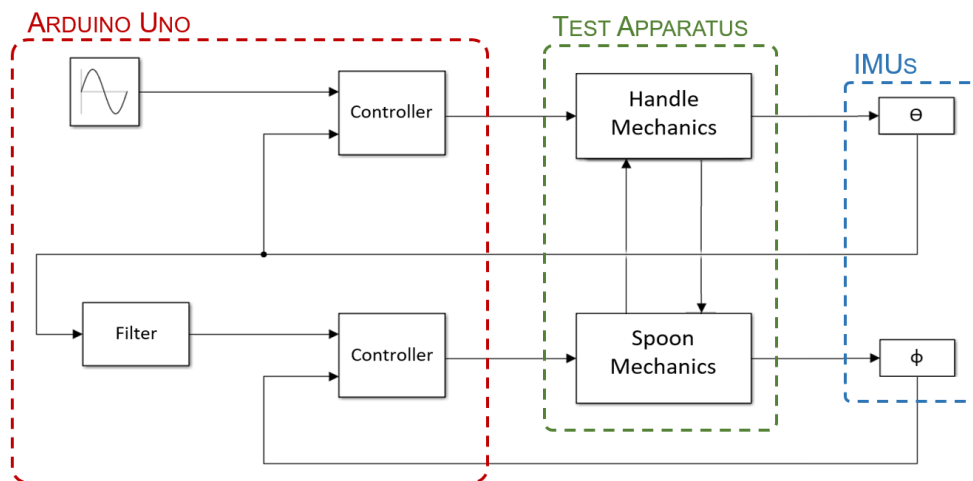 ARDUINO UNO
TEST APPARATUS
IMUS
Controller
Handle
Mechanics
Θ
Filter
Controller
Spoon
Mechanics
ϕ